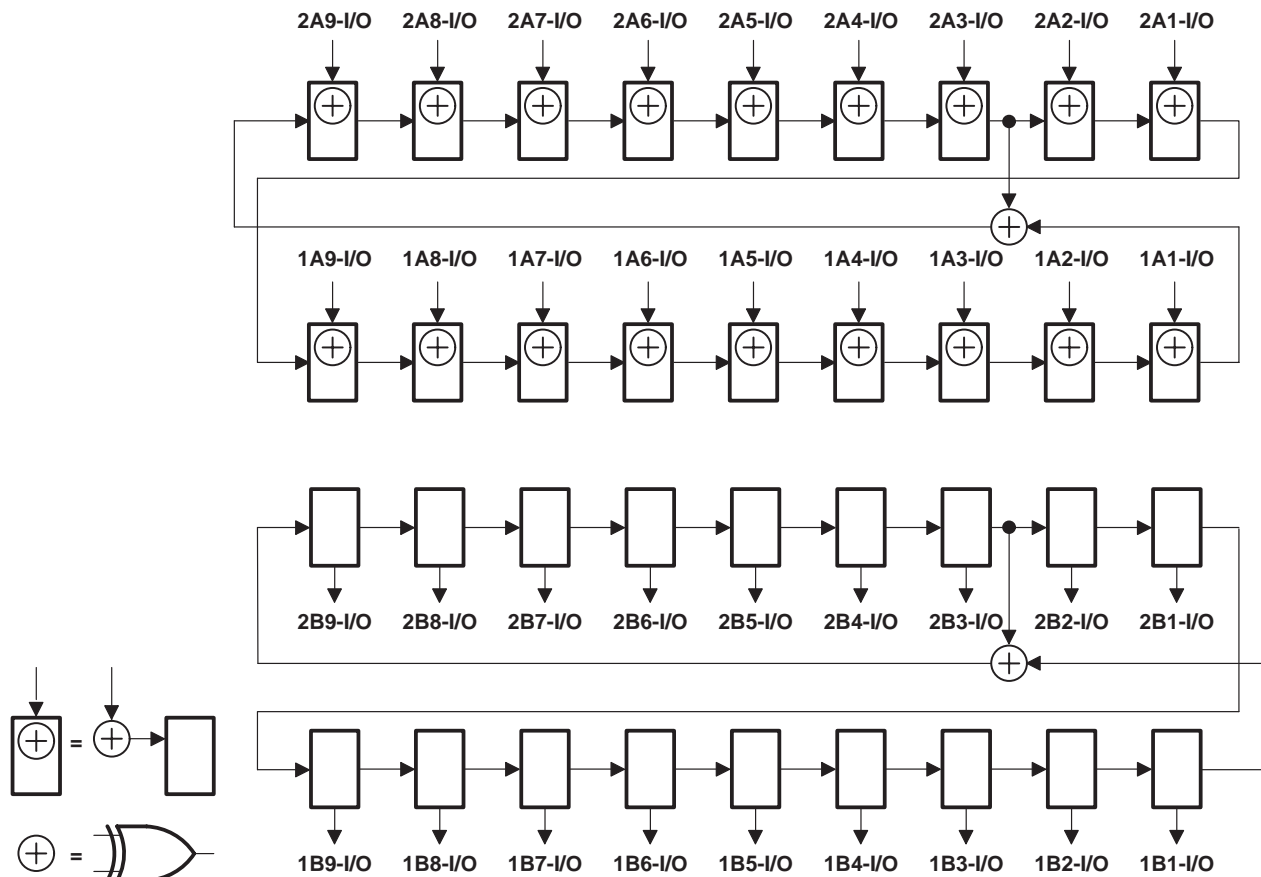 2A9-I/O 2A8-I/O 2A7-I/O 2A6-I/O 2A5-I/O 2A4-I/O 2A3-I/O 2A2-I/O 2A1-I/O
1A9-I/O 1A8-I/O 1A7-I/O 1A6-I/O 1A5-I/O 1A4-I/O 1A3-I/O 1A2-I/O 1A1-I/O
2B9-I/O 2B8-I/O 2B7-I/O 2B6-I/O 2B5-I/O 2B4-I/O 2B3-I/O 2B2-I/O 2B1-I/O
=
=
1B9-I/O 1B8-I/O 1B7-I/O 1B6-I/O 1B5-I/O 1B4-I/O 1B3-I/O 1B2-I/O 1B1-I/O